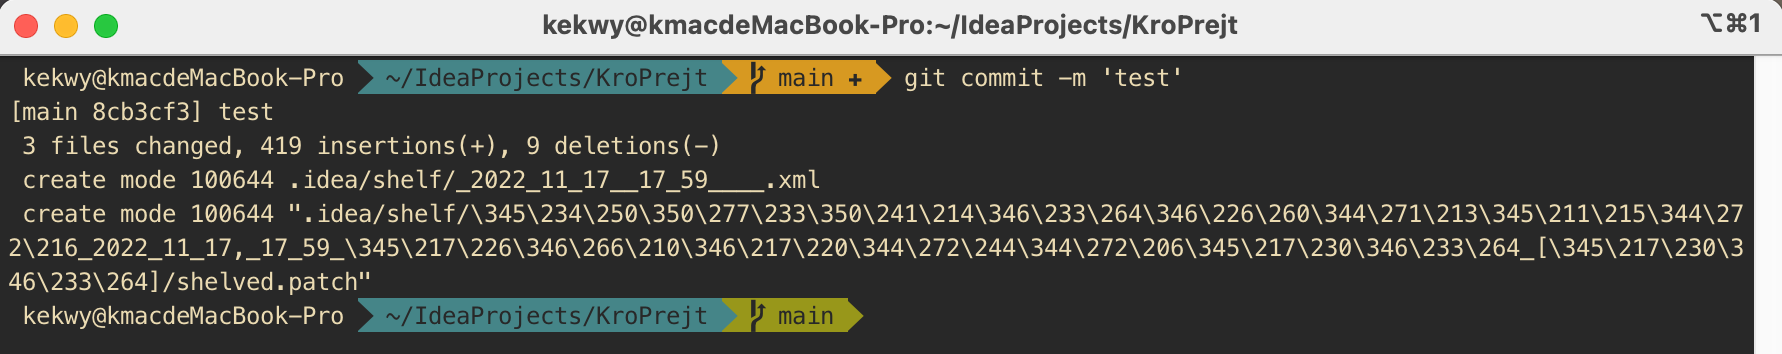 kekwy@kmacdeMacBook-Pro:~/IdeaProjects/KroPrejt ⌥⌘1
kekwy@kmacdeMacBook-Pro ~/IdeaProjects/KroPrejt main + git commit -m 'test'
[main 8cb3cf3] test
3 files changed, 419 insertions(+), 9 deletions(-)
create mode 100644 .idea/shelf/_2022_11_17__17_59____.xml
create mode 100644 ".idea/shelf/\345\234\250\350\277\233\350\241\214\346\233\264\346\226\260\344\271\213\345\211\215\344\27
2\216_2022_11_17,_17_59_\345\217\226\346\266\210\346\217\220\344\272\244\344\272\206\345\217\230\346\233\264_[\345\217\230\3
46\233\264]/shelved.patch"
kekwy@kmacdeMacBook-Pro ~/IdeaProjects/KroPrejt main